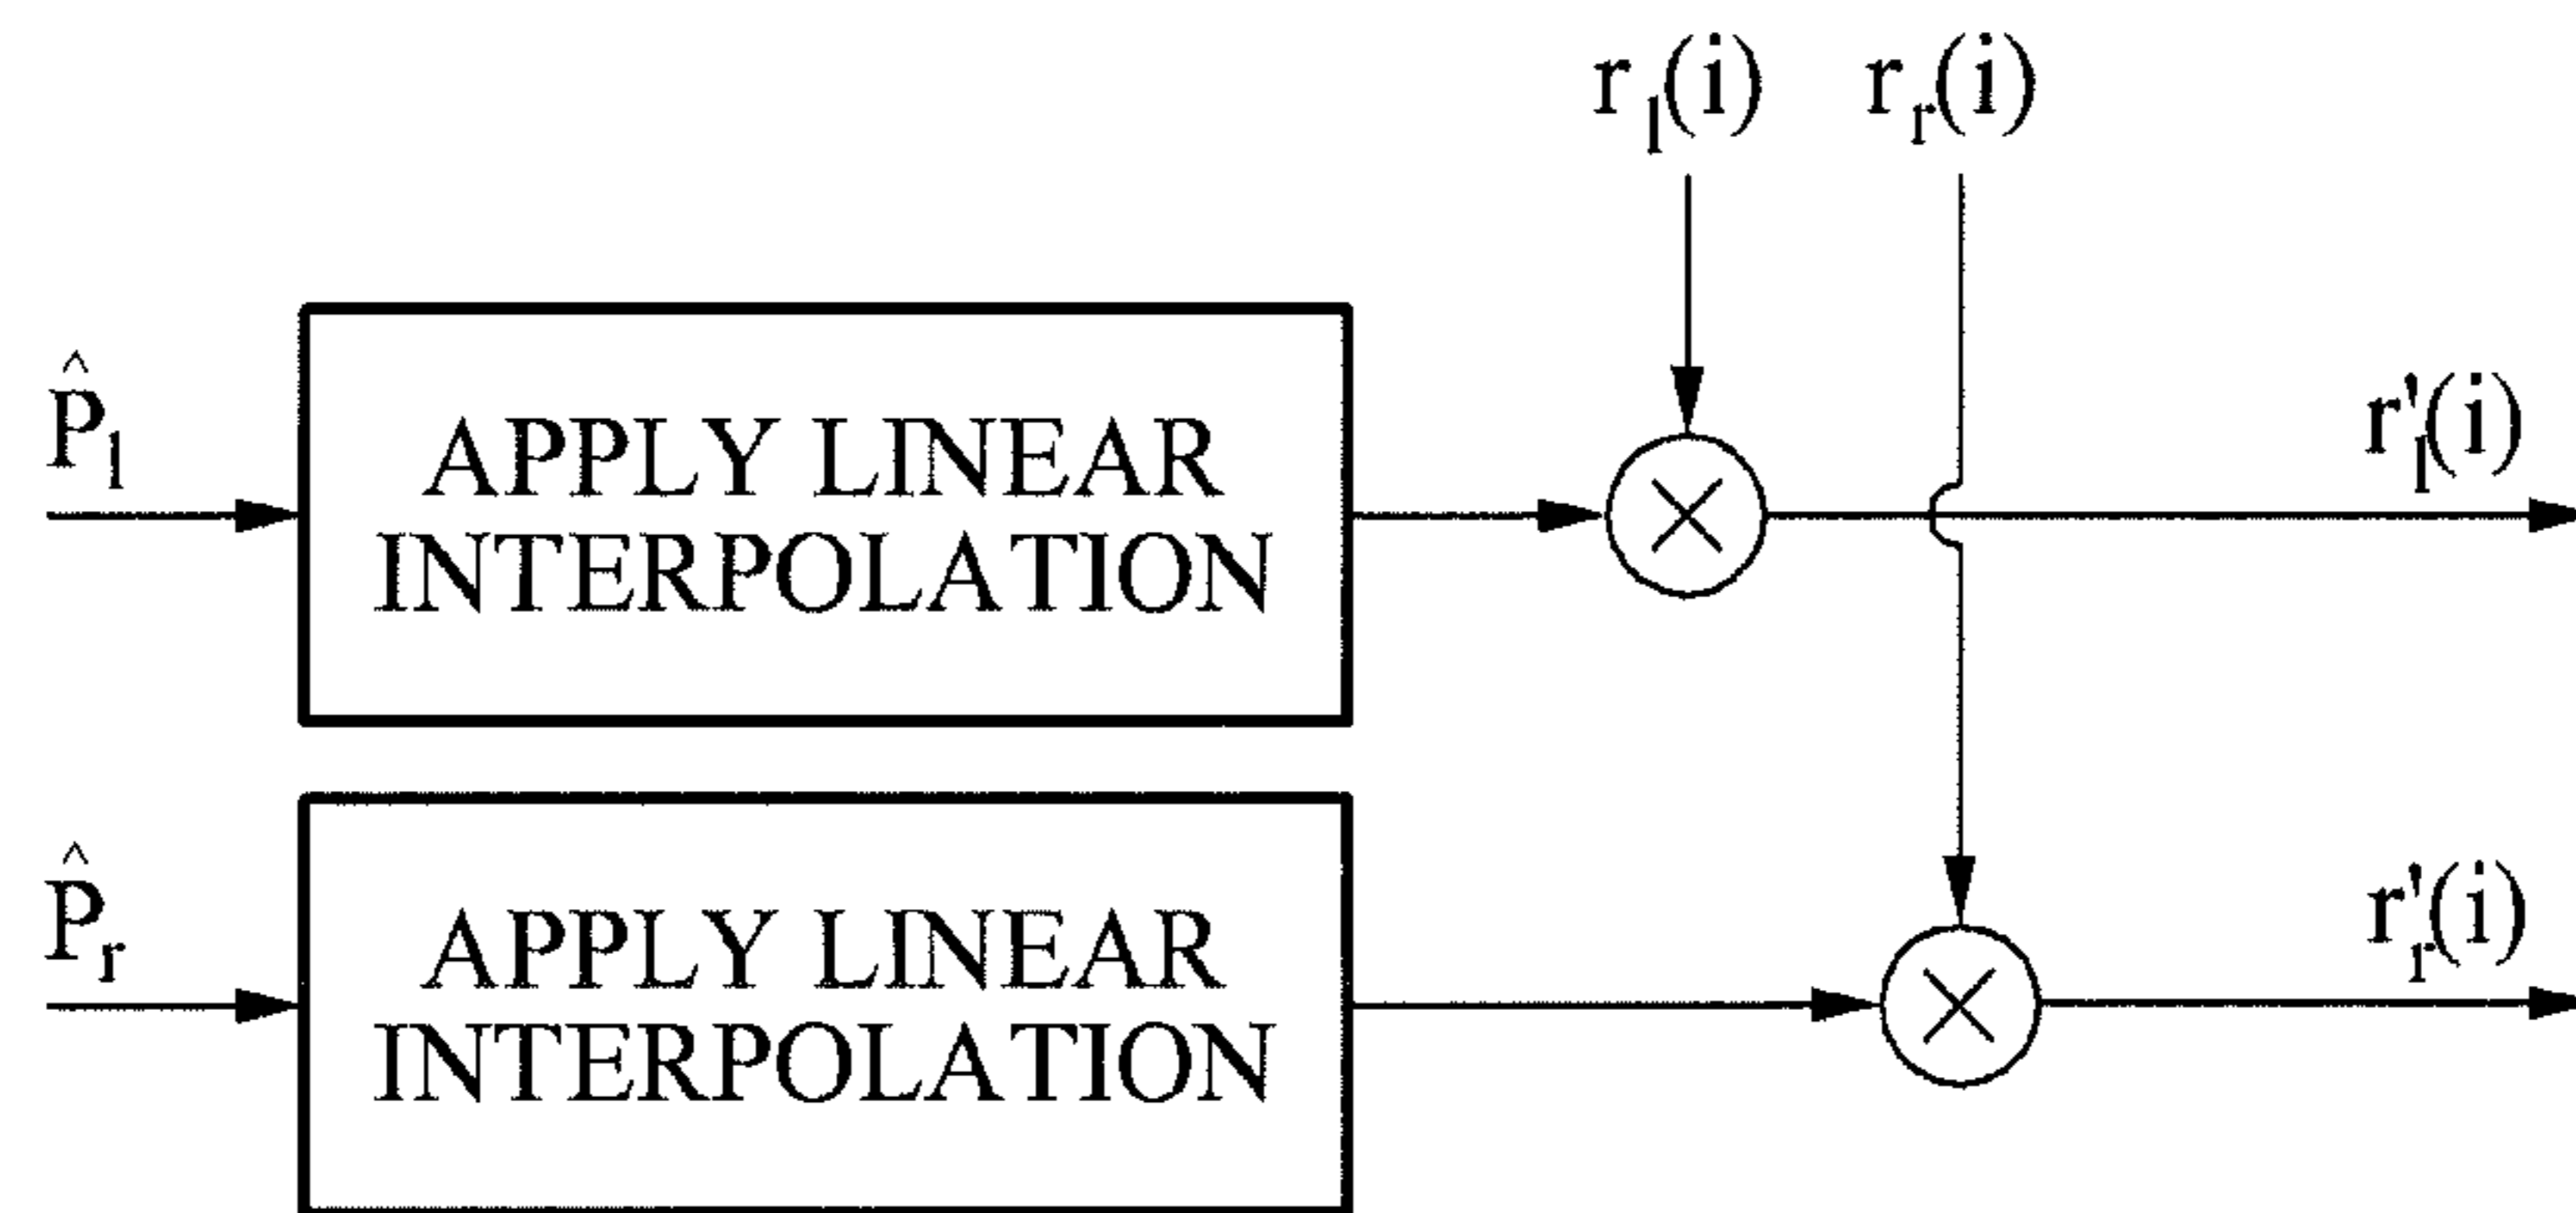 r_l(i) r_r(i)
P̂_l
APPLY LINEAR
INTERPOLATION
r'_l(i)
P̂_r
APPLY LINEAR
INTERPOLATION
r'_r(i)